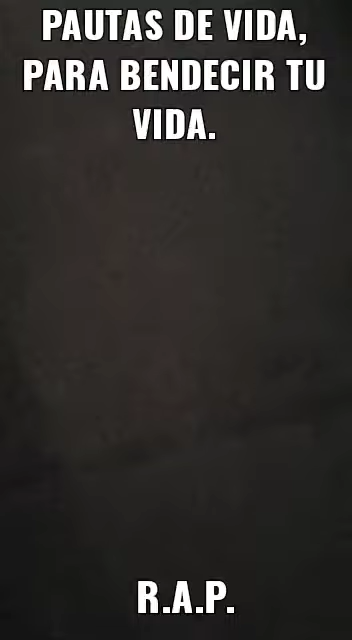 PAUTAS DE VIDA,
PARA BENDECIR TU
VIDA.
R.A.P.